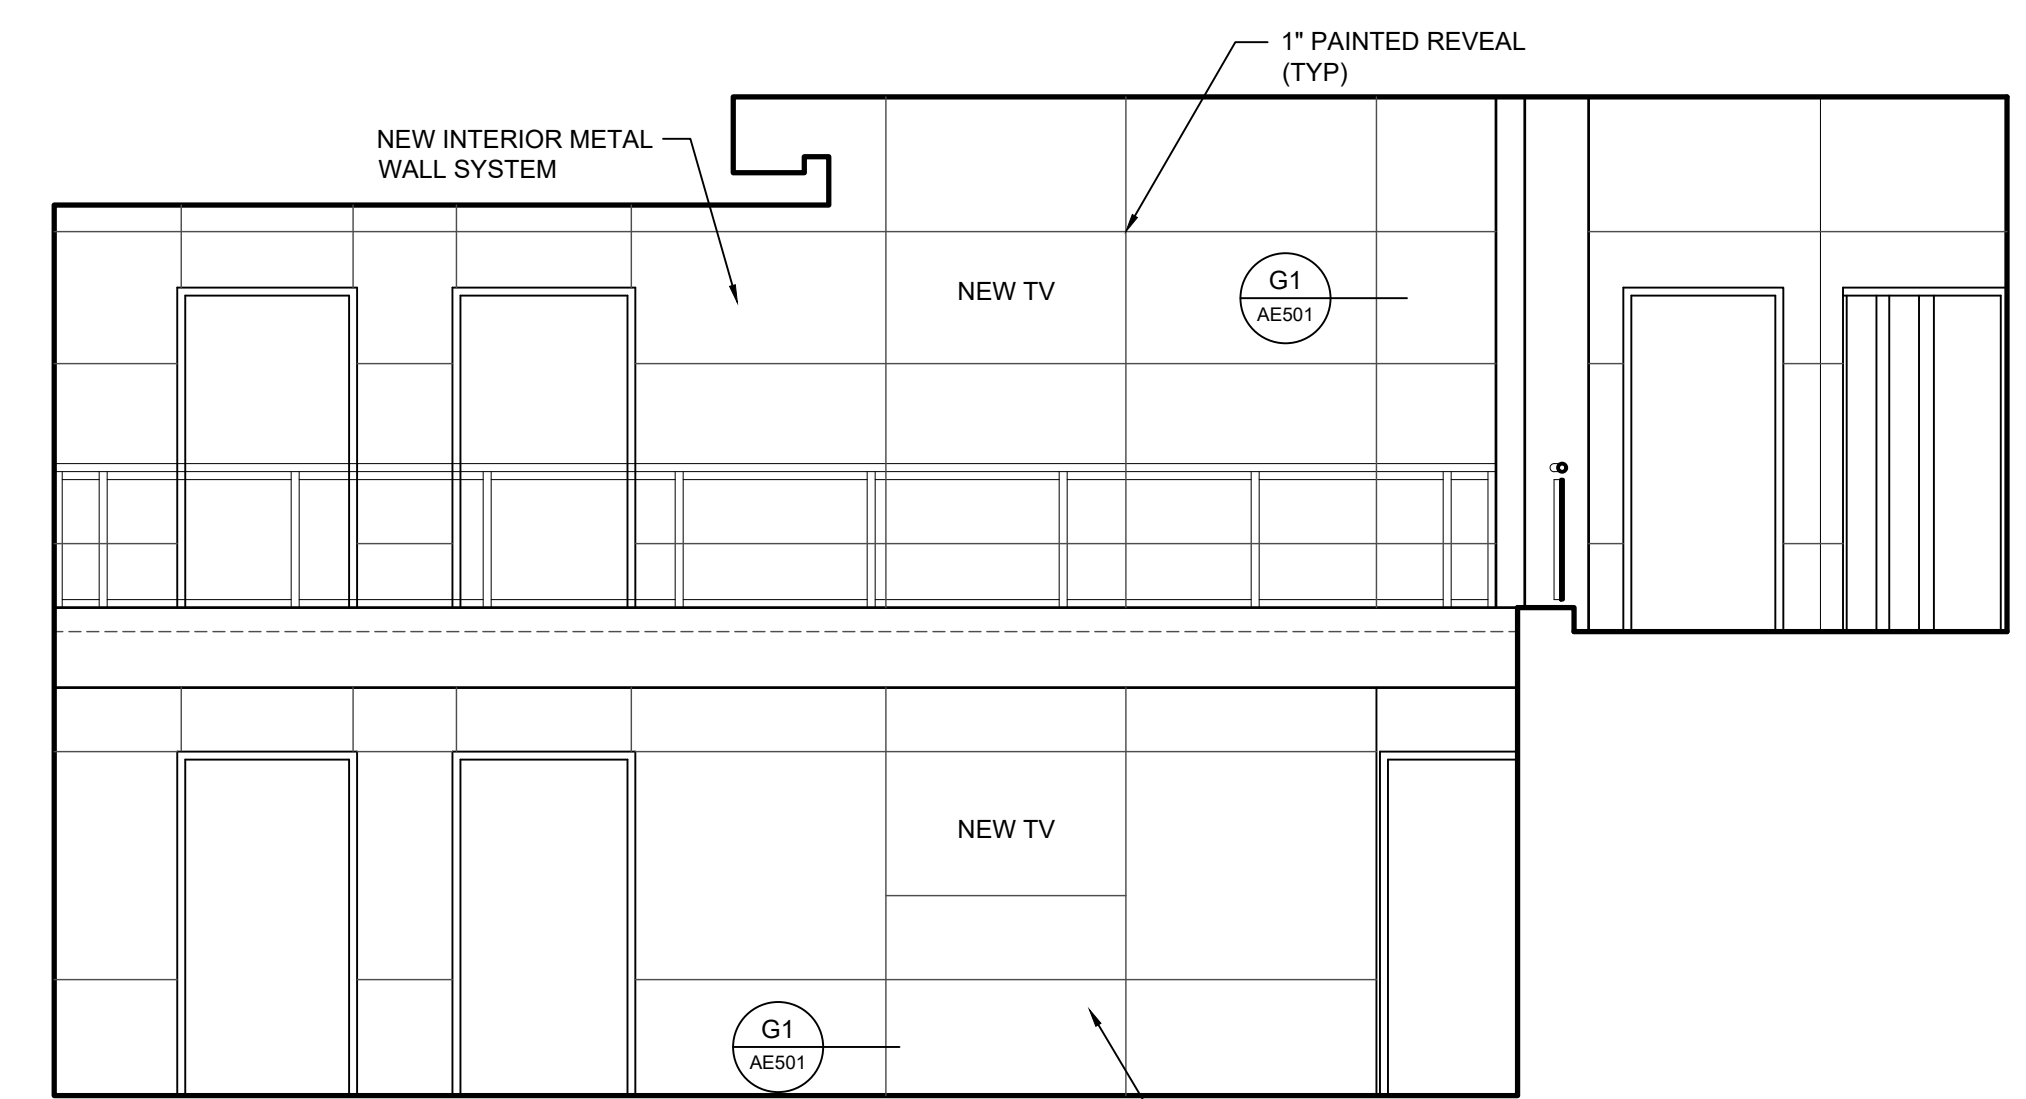 1" PAINTED REVEAL
(TYP)
NEW INTERIOR METAL
WALL SYSTEM
NEW TV
G1
AE501
NEW TV
G1
AE501